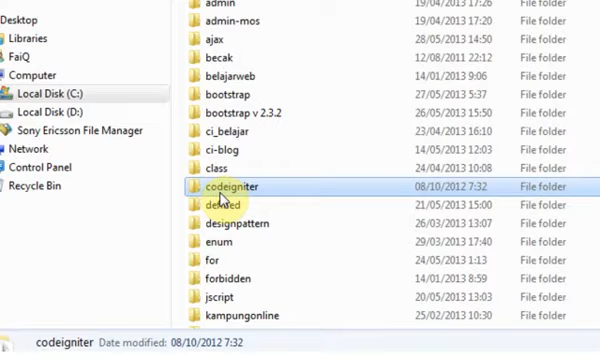 admin 19/04/2013 17:26 File folder
Desktop
admin-mos 19/04/2013 17:20 File folder
Libraries
ajax 28/05/2013 14:50 File folder
FaiQ
becak 12/08/2011 22:12 File folder
Computer
belajarweb 14/01/2013 9:06 File folder
Local Disk (C:)
bootstrap 27/05/2013 5:37 File folder
Local Disk (D:)
bootstrap v 2.3.2 26/05/2013 15:50 File folder
Sony Ericsson File Manager
ci_belajar 23/04/2013 16:10 File folder
Network
ci-blog 14/05/2013 12:09 File folder
Control Panel
class 24/04/2013 10:08 File folder
Recycle Bin
codeigniter 08/10/2012 7:32 File folder
21/05/2013 15:00 File folder
designpattern 26/03/2013 13:07 File folder
enum 29/03/2013 17:40 File folder
for 24/05/2013 1:13 File folder
forbidden 14/01/2013 8:59 File folder
jscript 20/05/2013 13:03 File folder
kampungonline 25/02/2013 10:30 File folder
codeigniter Date modified: 08/10/2012 7:32